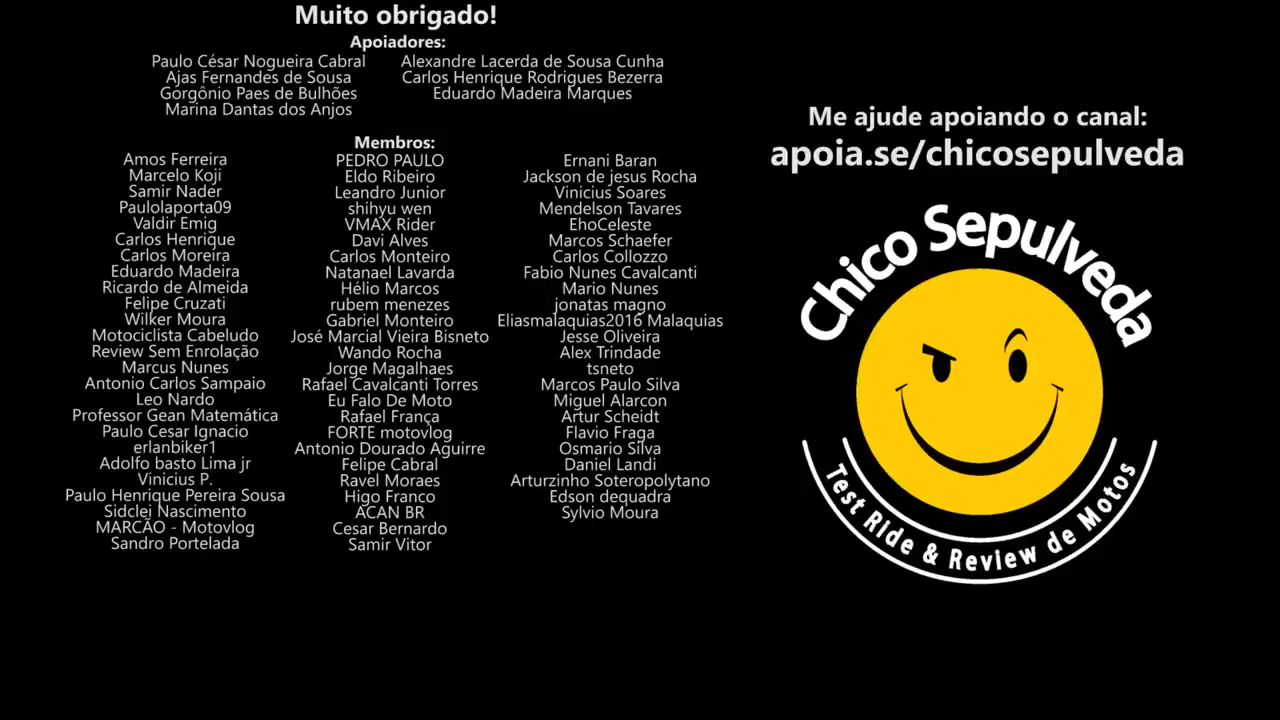 Muito obrigado!
Apoiadores:
Paulo César Nogueira Cabral
Ajas Fernandes de Sousa
Gorgônio Paes de Bulhões
Marina Dantas dos Anjos
Alexandre Lacerda de Sousa Cunha
Carlos Henrique Rodrigues Bezerra
Eduardo Madeira Marques
Membros:
Amos Ferreira
Marcelo Koji
Samir Nader
Paulolaporta09
Valdir Emig
Carlos Henrique
Carlos Moreira
Eduardo Madeira
Ricardo de Almeida
Felipe Cruzati
Wilker Moura
Motociclista Cabeludo
Review Sem Enrolação
Marcus Nunes
Antonio Carlos Sampaio
Leo Nardo
Professor Gean Matemática
Paulo Cesar Ignacio
erlanbiker1
Adolfo basto Lima jr
Vinicius P.
Paulo Henrique Pereira Sousa
Sidclei Nascimento
MARCÃO - Motovlog
Sandro Portelada
PEDRO PAULO
Eldo Ribeiro
Leandro Junior
shihyu wen
VMAX Rider
Davi Alves
Carlos Monteiro
Natanael Lavarda
Hélio Marcos
rubem menezes
Gabriel Monteiro
José Marcial Vieira Bisneto
Wando Rocha
Jorge Magalhaes
Rafael Cavalcanti Torres
Eu Falo De Moto
Rafael França
FORTE motovlog
Antonio Dourado Aguirre
Felipe Cabral
Ravel Moraes
Higo Franco
ACAN BR
Cesar Bernardo
Samir Vitor
Ernani Baran
Jackson de jesus Rocha
Vinicius Soares
Mendelson Tavares
EhoCeleste
Marcos Schaefer
Carlos Collozzo
Fabio Nunes Cavalcanti
Mario Nunes
jonatas magno
Eliasmalaquias2016 Malaquias
Jesse Oliveira
Alex Trindade
tsneto
Marcos Paulo Silva
Miguel Alarcon
Artur Scheidt
Flavio Fraga
Osmario Silva
Daniel Landi
Arturzinho Soteropolytano
Edson dequadra
Sylvio Moura
Me ajude apoiando o canal:
apoia.se/chicosepulveda
Chico Sepulveda
Test Ride & Review de Motos